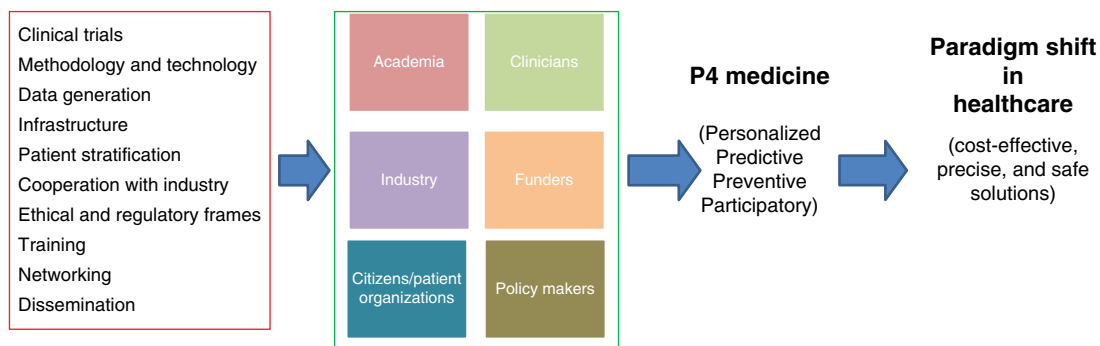 Clinical trials
Methodology and technology
Data generation
Infrastructure
Patient stratification
Cooperation with industry
Ethical and regulatory frames
Training
Networking
Dissemination
Academia
Clinicians
Industry
Funders
Citizens/patient
organizations
Policy makers
P4 medicine
(Personalized
Predictive
Preventive
Participatory)
Paradigm shift
in
healthcare
(cost-effective,
precise, and safe
solutions)